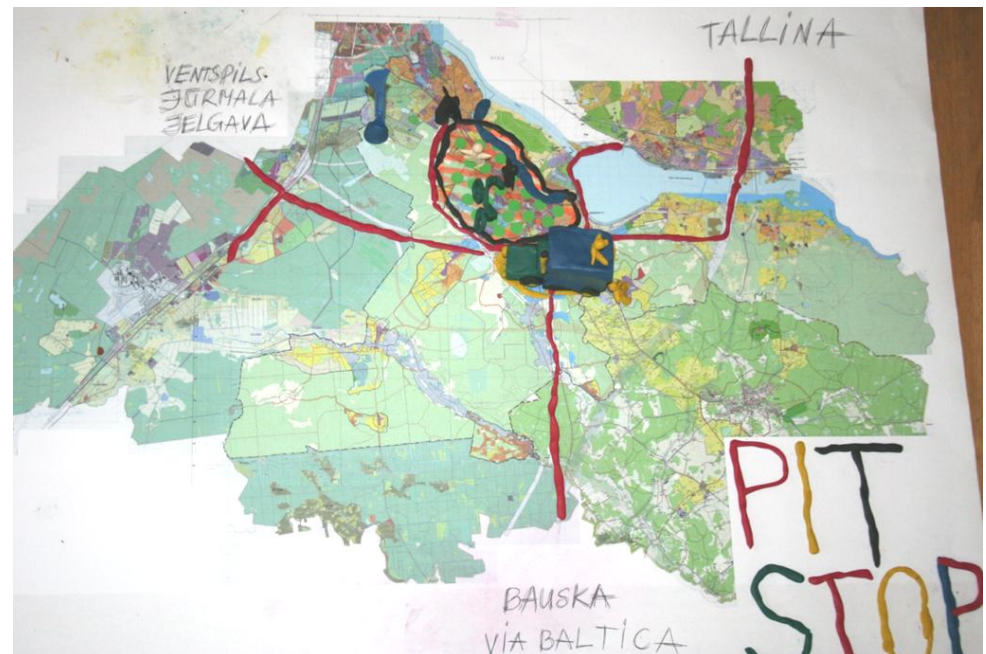 TALLINA
VENTSPILS.
JŪRMALA
JELGAVA
PIT
STOP
BAUSKA
VIA BALTICA